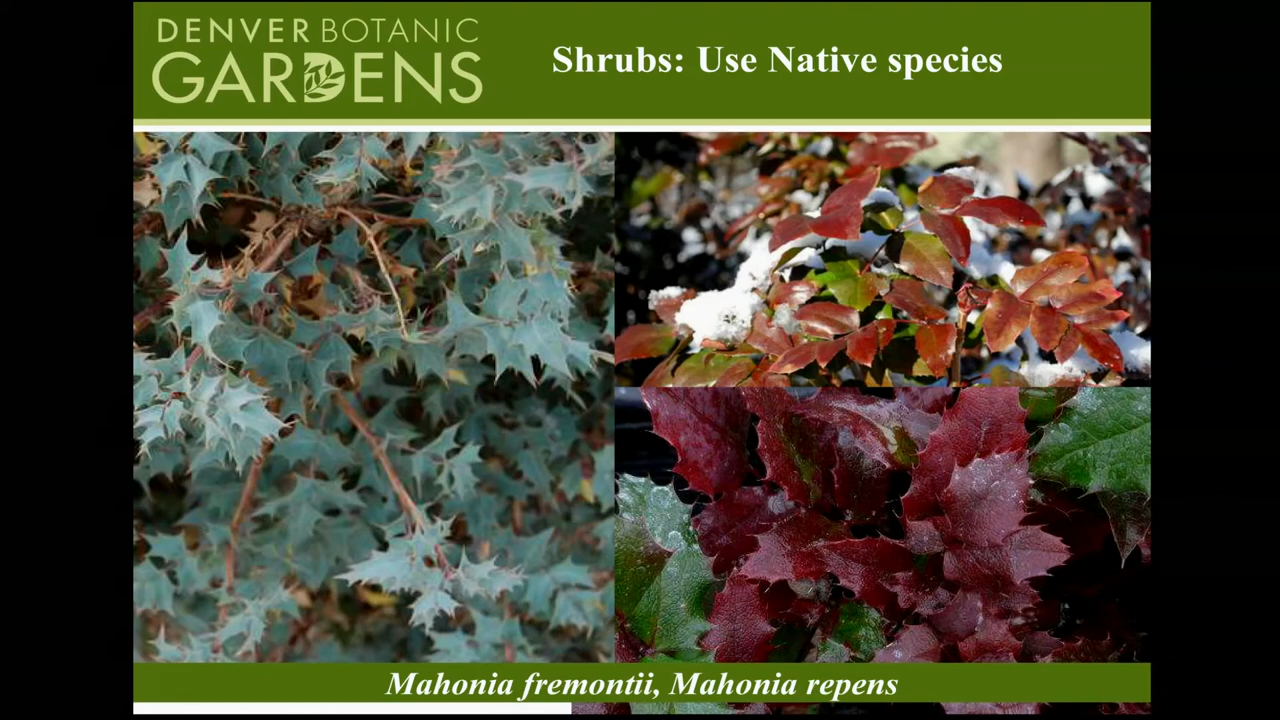 DENVER BOTANIC
GARDENS
Shrubs: Use Native species
Mahonia fremontii, Mahonia repens